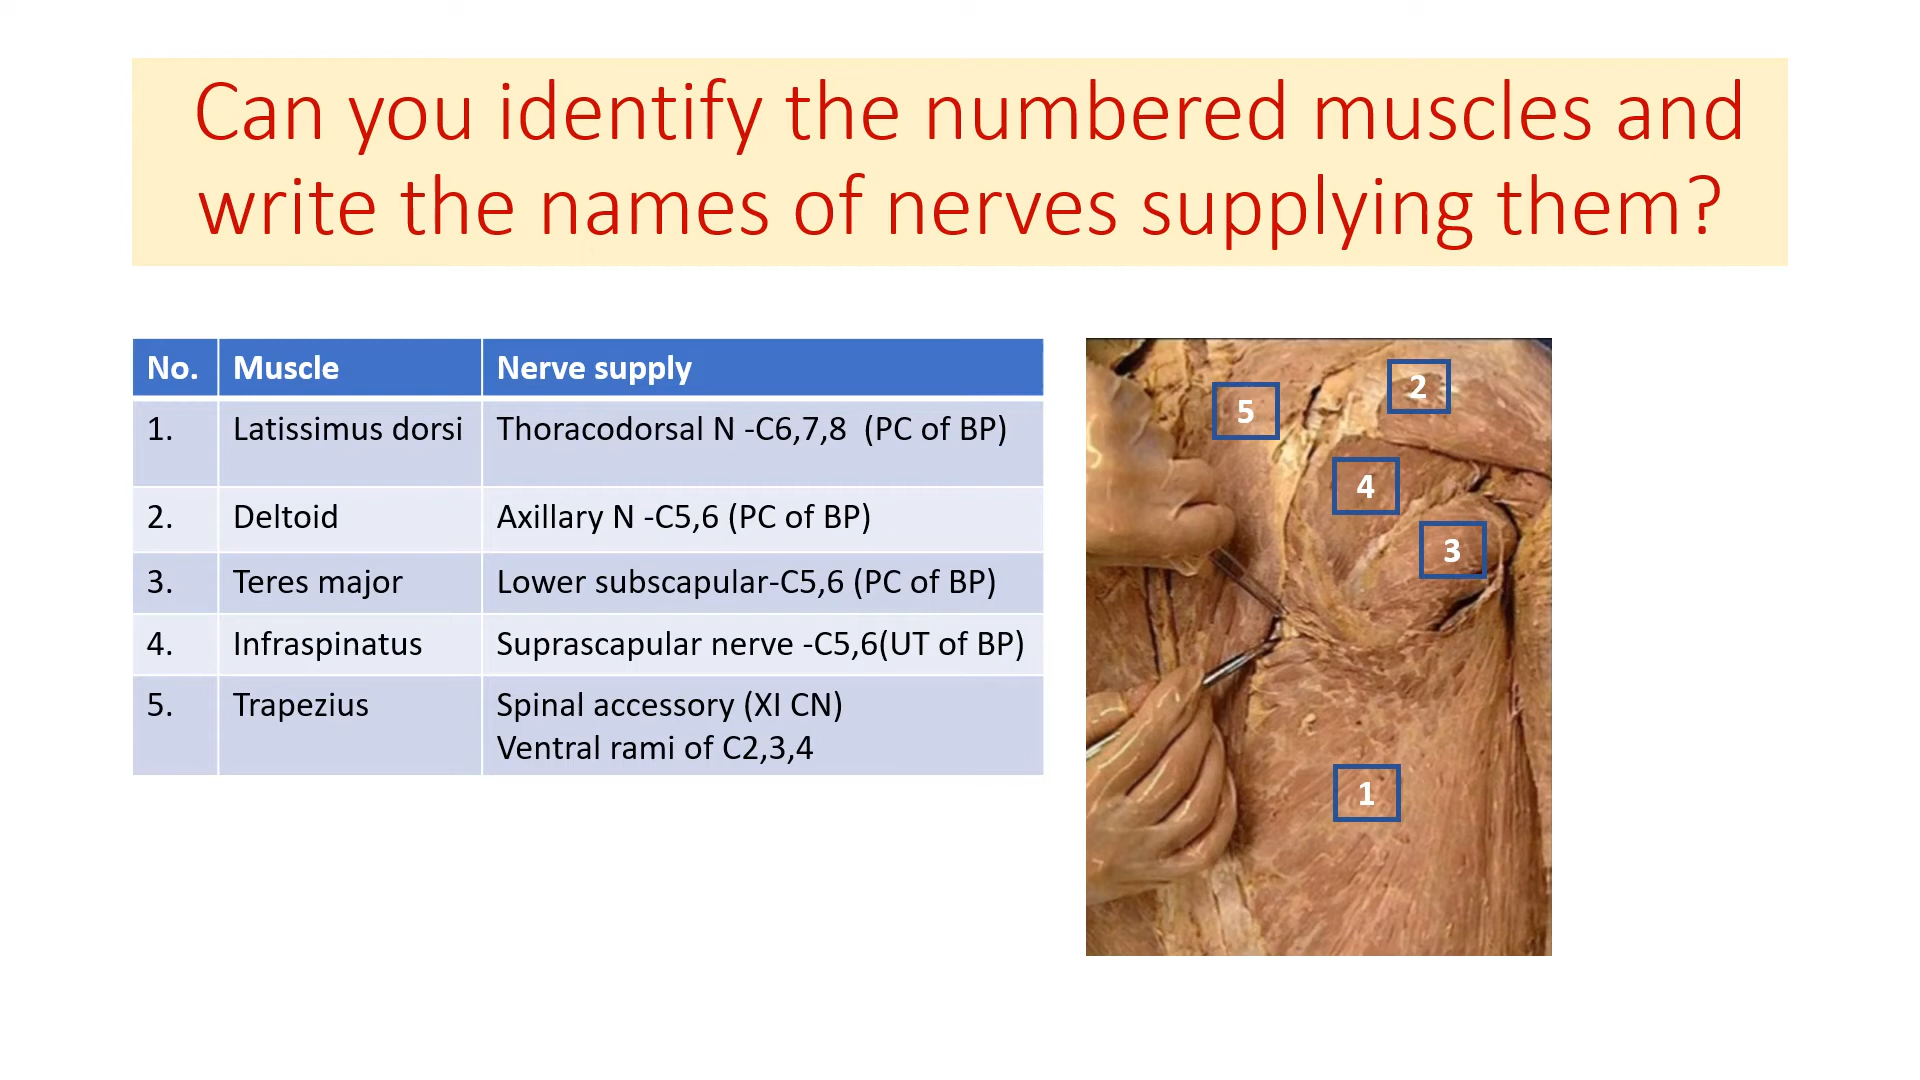 Can you identify the numbered muscles and
write the names of nerves supplying them?
No. Muscle Nerve supply
1. Latissimus dorsi Thoracodorsal N -C6,7,8 (PC of BP)
2. Deltoid Axillary N -C5,6 (PC of BP)
3. Teres major Lower subscapular-C5,6 (PC of BP)
4. Infraspinatus Suprascapular nerve -C5,6(UT of BP)
5. Trapezius Spinal accessory (XI CN)
Ventral rami of C2,3,4
2
5
4
3
1